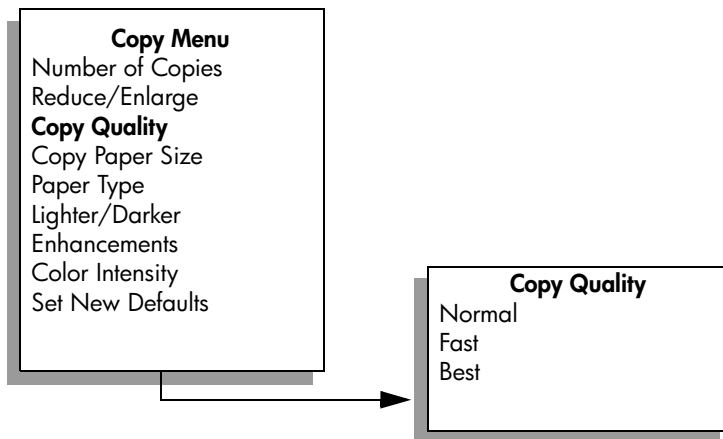 Copy Menu
Number of Copies
Reduce/Enlarge
Copy Quality
Copy Paper Size
Paper Type
Lighter/Darker
Enhancements
Color Intensity
Set New Defaults
Copy Quality
Normal
Fast
Best